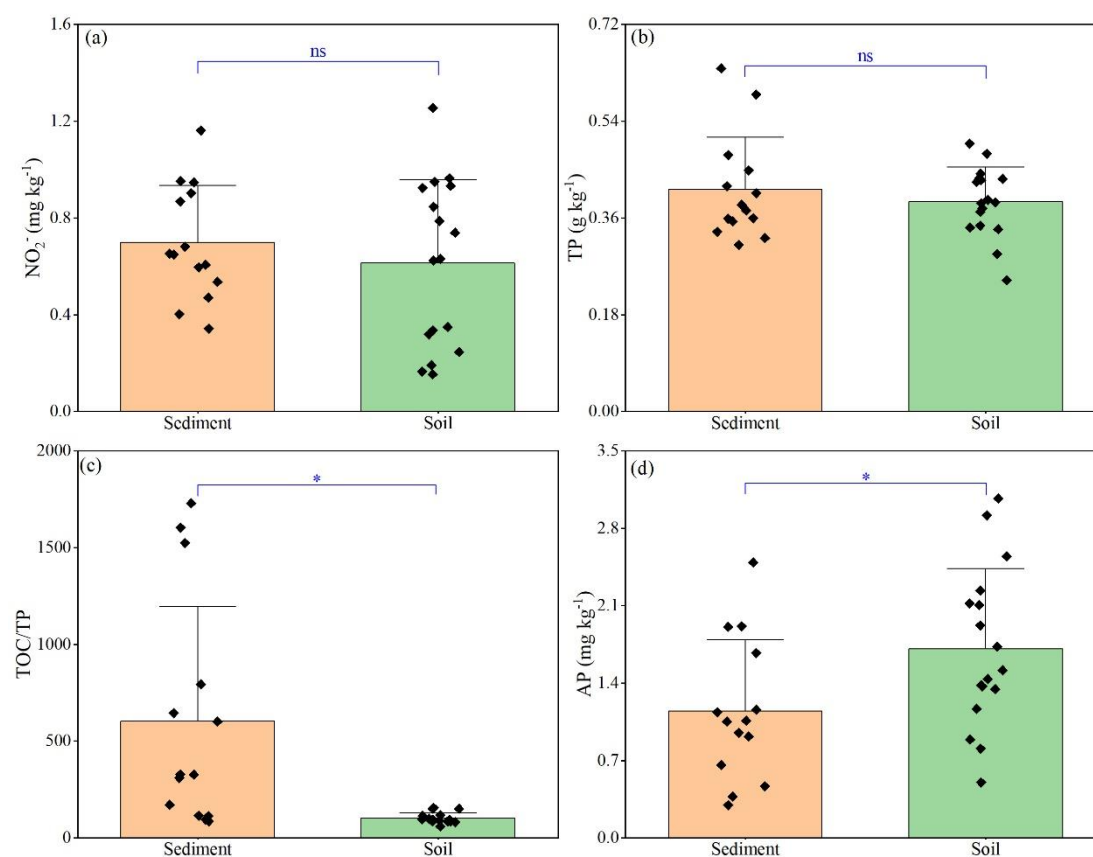 (a)
ns
1.6
1.2
0.8
0.4
0.0
NO₂⁻ (mg kg⁻¹)
Sediment
Soil
(b)
ns
0.72
0.54
0.36
0.18
0.00
TP (g kg⁻¹)
Sediment
Soil
(c)
*
2000
1500
1000
500
0
TOC/TP
Sediment
Soil
(d)
*
3.5
2.8
2.1
1.4
0.7
0.0
AP (mg kg⁻¹)
Sediment
Soil